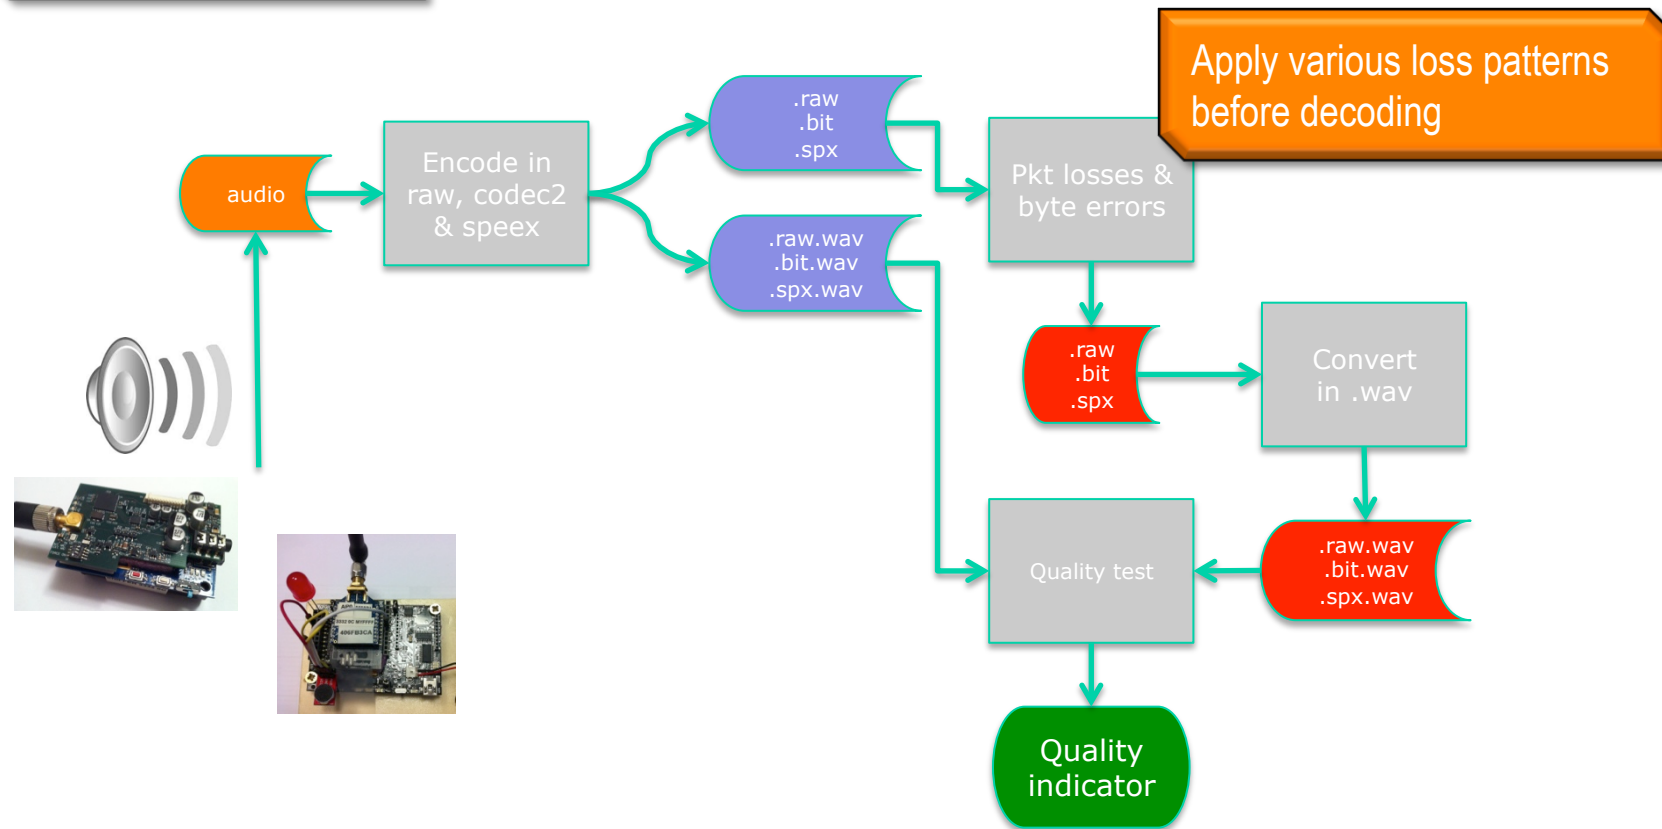 Apply various loss patterns
before decoding
audio
Encode in
raw, codec2
& speex
.raw
.bit
.spx
.raw.wav
.bit.wav
.spx.wav
Pkt losses &
byte errors
.raw
.bit
.spx
Convert
in .wav
.raw.wav
.bit.wav
.spx.wav
Quality test
Quality
indicator